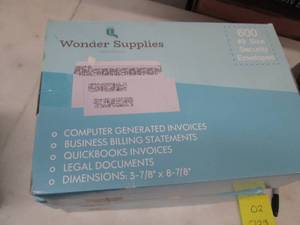 Wonder Supplies
600
#9 Size
Security
Envelopes
COMPUTER GENERATED INVOICES
BUSINESS BILLING STATEMENTS
QUICKBOOKS INVOICES
LEGAL DOCUMENTS
DIMENSIONS: 3-7/8" x 8-7/8"
02